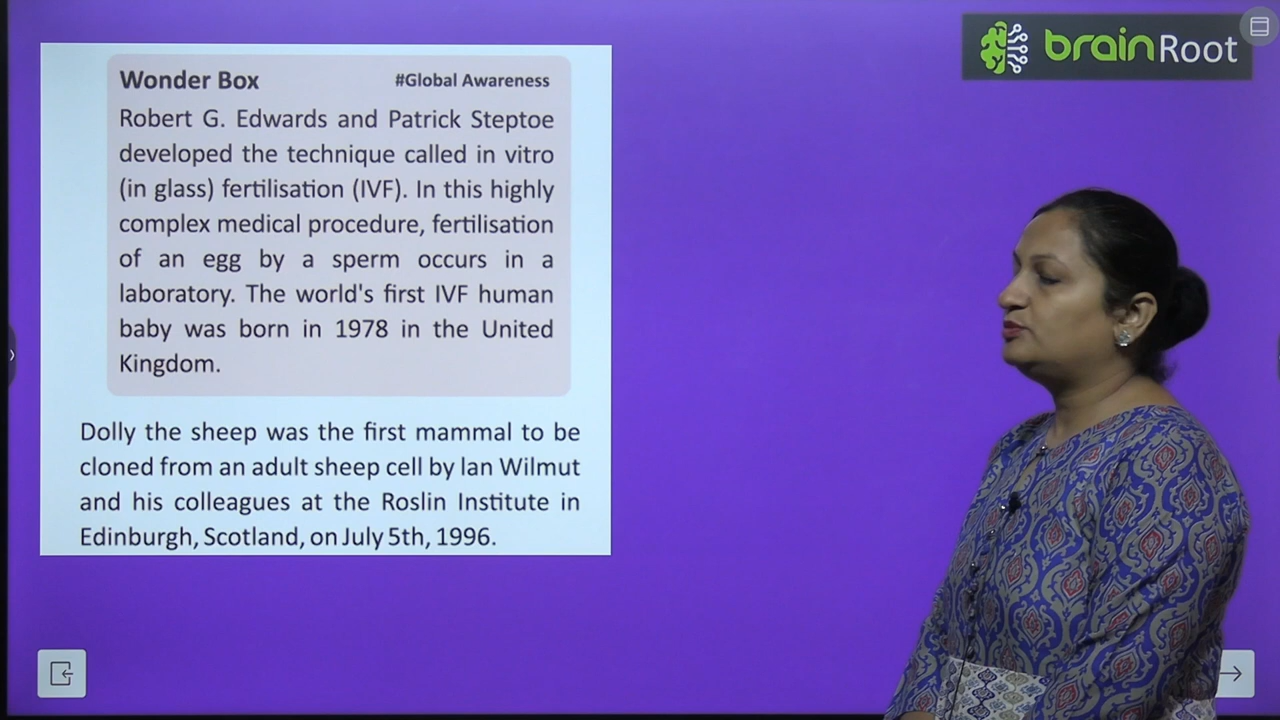 brainRoot
Wonder Box #Global Awareness
Robert G. Edwards and Patrick Steptoe
developed the technique called in vitro
(in glass) fertilisation (IVF). In this highly
complex medical procedure, fertilisation
of an egg by a sperm occurs in a
laboratory. The world's first IVF human
baby was born in 1978 in the United
Kingdom.
Dolly the sheep was the first mammal to be
cloned from an adult sheep cell by lan Wilmut
and his colleagues at the Roslin Institute in
Edinburgh, Scotland, on July 5th, 1996.